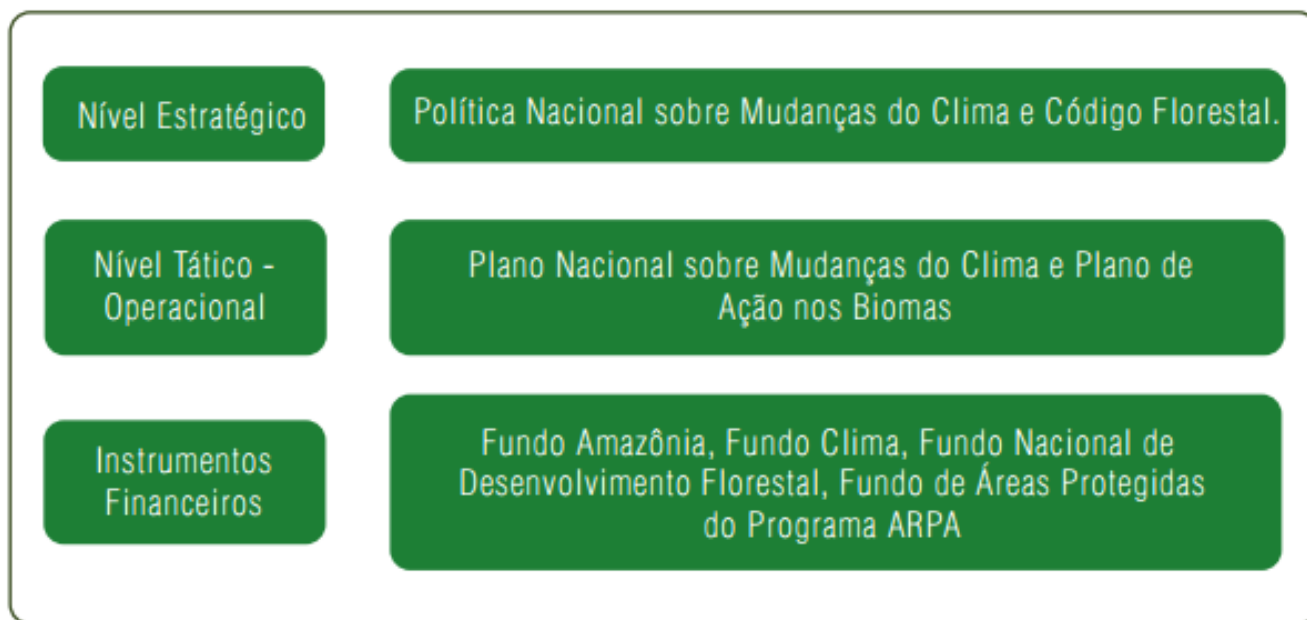 Nível Estratégico
Política Nacional sobre Mudanças do Clima e Código Florestal.
Nível Tático -
Operacional
Plano Nacional sobre Mudanças do Clima e Plano de
Ação nos Biomas
Instrumentos
Financeiros
Fundo Amazônia, Fundo Clima, Fundo Nacional de
Desenvolvimento Florestal, Fundo de Áreas Protegidas
do Programa ARPA